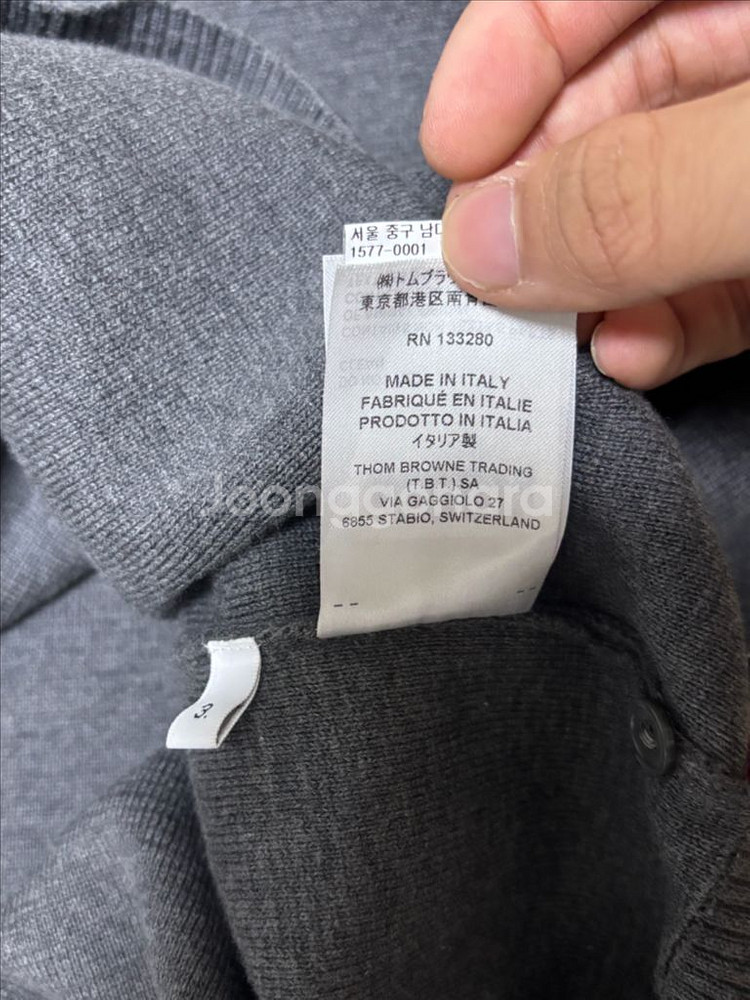 서울 중구 남대
1577-0001
㈱トムブラ
東京都港区南青
RN 133280
MADE IN ITALY
FABRIQUÉ EN ITALIE
PRODOTTO IN ITALIA
イタリア製
THOM BROWNE TRADING
(T.B.T.) SA
VIA GAGGIOLO 27
6855 STABIO, SWITZERLAND
Joonggonara
3.